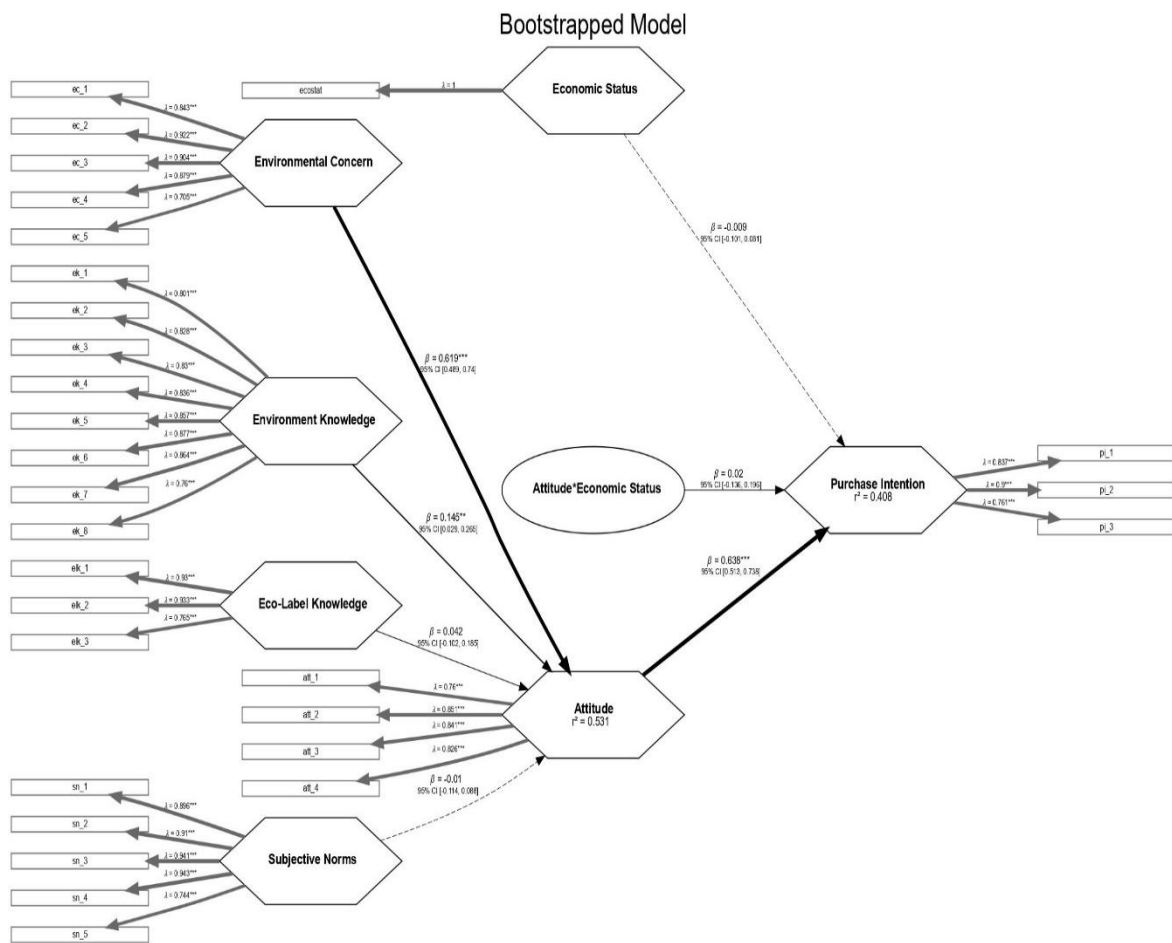 Bootstrapped Model
Economic Status
λ = 1
ecostat
Environmental Concern
ec_1
λ = 0.843***
ec_2
λ = 0.922***
ec_3
λ = 0.904***
ec_4
λ = 0.879***
ec_5
λ = 0.705***
β = -0.009
95% CI [-0.101, 0.081]
Environment Knowledge
ek_1
λ = 0.801***
ek_2
λ = 0.828***
ek_3
λ = 0.83***
ek_4
λ = 0.836***
ek_5
λ = 0.857***
ek_6
λ = 0.877***
ek_7
λ = 0.864***
ek_8
λ = 0.76***
β = 0.619***
95% CI [0.489, 0.74]
β = 0.145**
95% CI [0.029, 0.265]
Attitude*Economic Status
β = 0.02
95% CI [-0.136, 0.196]
Purchase Intention
r² = 0.408
λ = 0.837***
pi_1
λ = 0.9***
pi_2
λ = 0.761***
pi_3
β = 0.638***
95% CI [0.513, 0.738]
Eco-Label Knowledge
elk_1
λ = 0.93***
elk_2
λ = 0.933***
elk_3
λ = 0.765***
β = 0.042
95% CI [-0.102, 0.185]
Attitude
r² = 0.531
att_1
λ = 0.76***
att_2
λ = 0.851***
att_3
λ = 0.841***
att_4
λ = 0.826***
β = -0.01
95% CI [-0.114, 0.088]
Subjective Norms
sn_1
λ = 0.896***
sn_2
λ = 0.91***
sn_3
λ = 0.941***
sn_4
λ = 0.943***
sn_5
λ = 0.744***